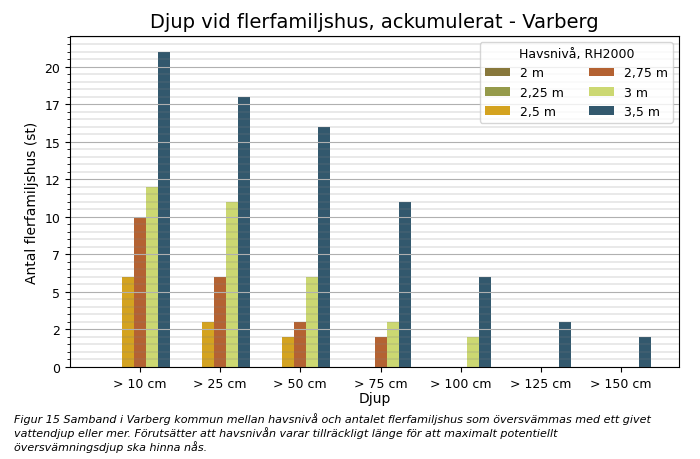 Djup vid flerfamiljshus, ackumulerat - Varberg
Havsnivå, RH2000
2 m
2,75 m
2,25 m
3 m
2,5 m
3,5 m
Antal flerfamiljshus (st)
20
17
15
12
10
7
5
2
0
> 10 cm > 25 cm > 50 cm > 75 cm > 100 cm > 125 cm > 150 cm
Djup
Figur 15 Samband i Varberg kommun mellan havsnivå och antalet flerfamiljshus som översvämmas med ett givet
vattendjup eller mer. Förutsätter att havsnivån varar tillräckligt länge för att maximalt potentiellt
översvämningsdjup ska hinna nås.